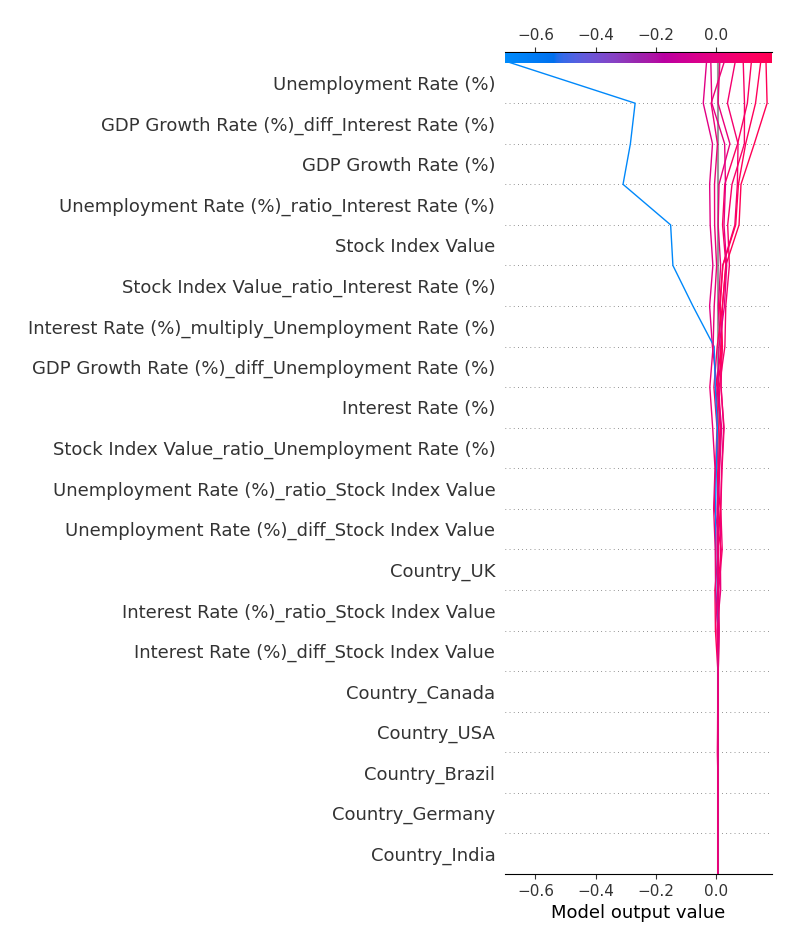 −0.6 −0.4 −0.2 0.0
Unemployment Rate (%)
GDP Growth Rate (%)_diff_Interest Rate (%)
GDP Growth Rate (%)
Unemployment Rate (%)_ratio_Interest Rate (%)
Stock Index Value
Stock Index Value_ratio_Interest Rate (%)
Interest Rate (%)_multiply_Unemployment Rate (%)
GDP Growth Rate (%)_diff_Unemployment Rate (%)
Interest Rate (%)
Stock Index Value_ratio_Unemployment Rate (%)
Unemployment Rate (%)_ratio_Stock Index Value
Unemployment Rate (%)_diff_Stock Index Value
Country_UK
Interest Rate (%)_ratio_Stock Index Value
Interest Rate (%)_diff_Stock Index Value
Country_Canada
Country_USA
Country_Brazil
Country_Germany
Country_India
−0.6 −0.4 −0.2 0.0
Model output value